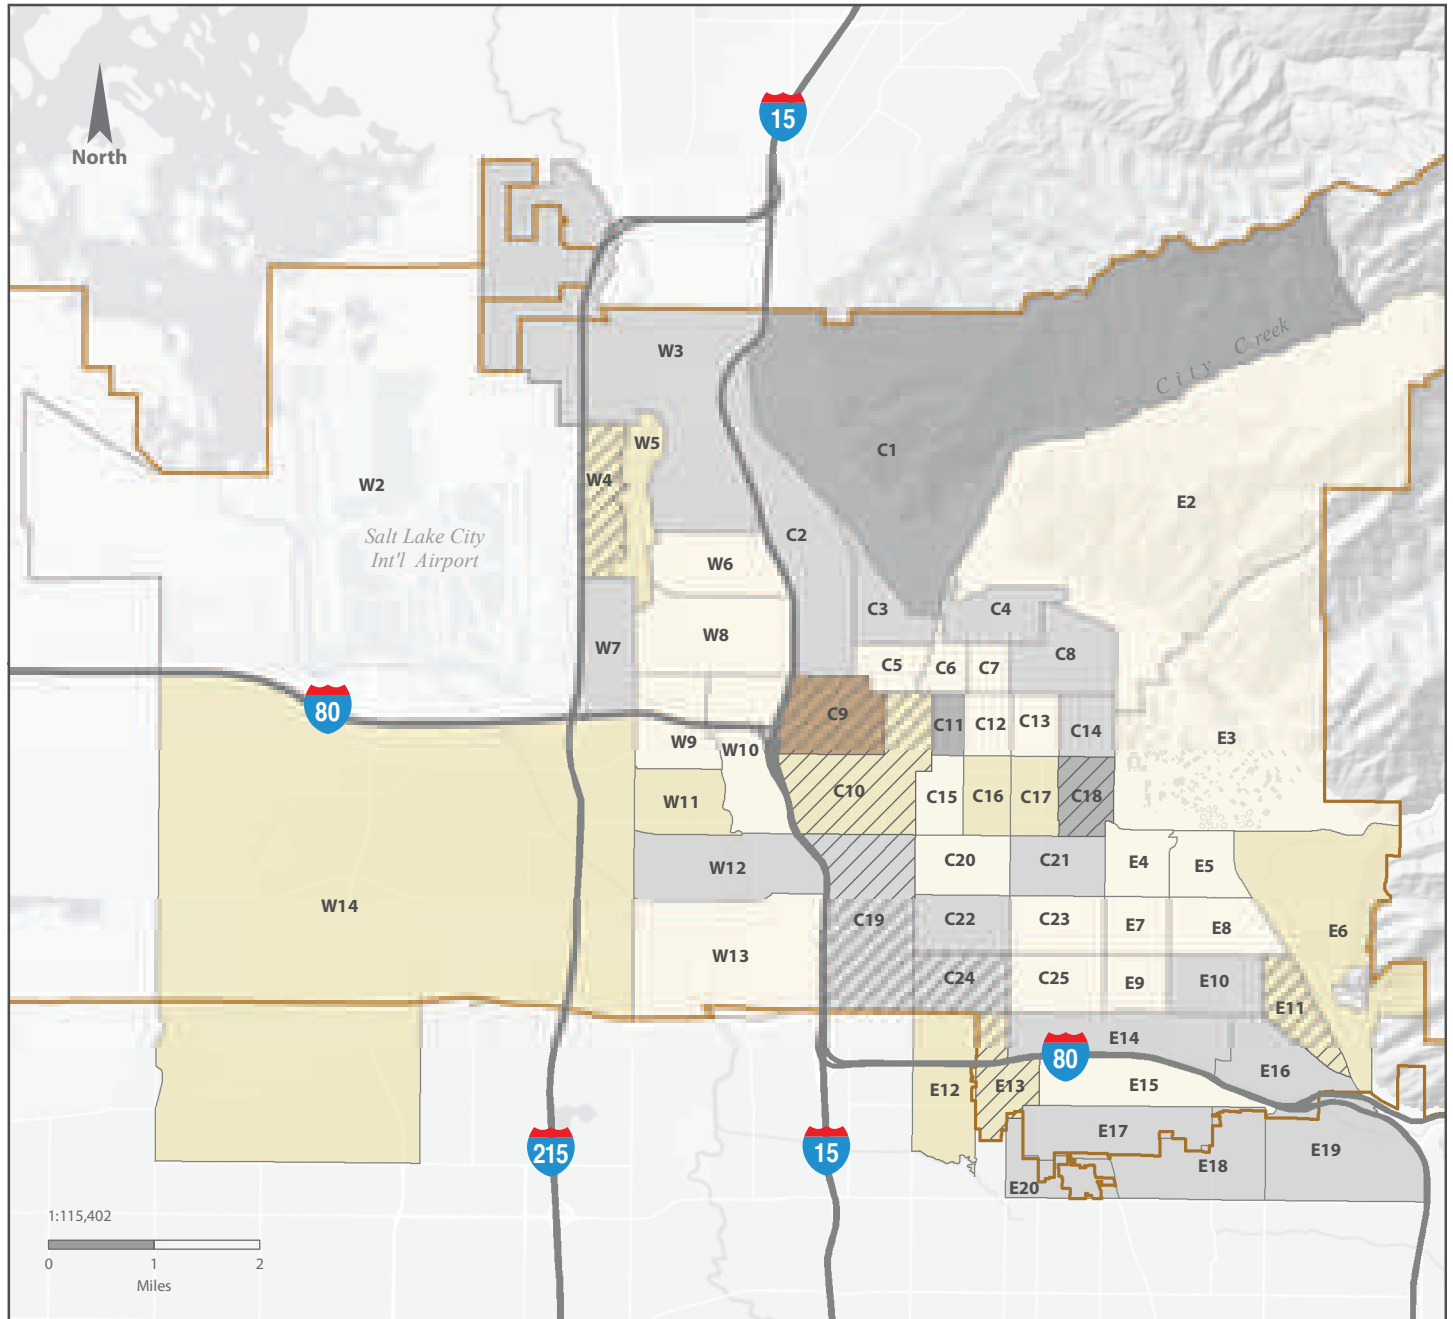 15
North
City Creek
W3
W5
C1
W4
W2
E2
Salt Lake City
Int'l Airport
C2
W6
C3
C4
W8
W7
C8
C5
C6
C7
80
C9
C11
C12
C13
C14
E3
W9
W10
C10
C15
C16
C17
C18
W11
W12
C20
C21
E4
E5
W14
C19
C22
C23
E7
E8
E6
W13
C24
C25
E9
E10
E11
E14
80
E12
E13
E15
E16
215
15
E17
E18
E19
E20
1:115,402
0 1 2
Miles